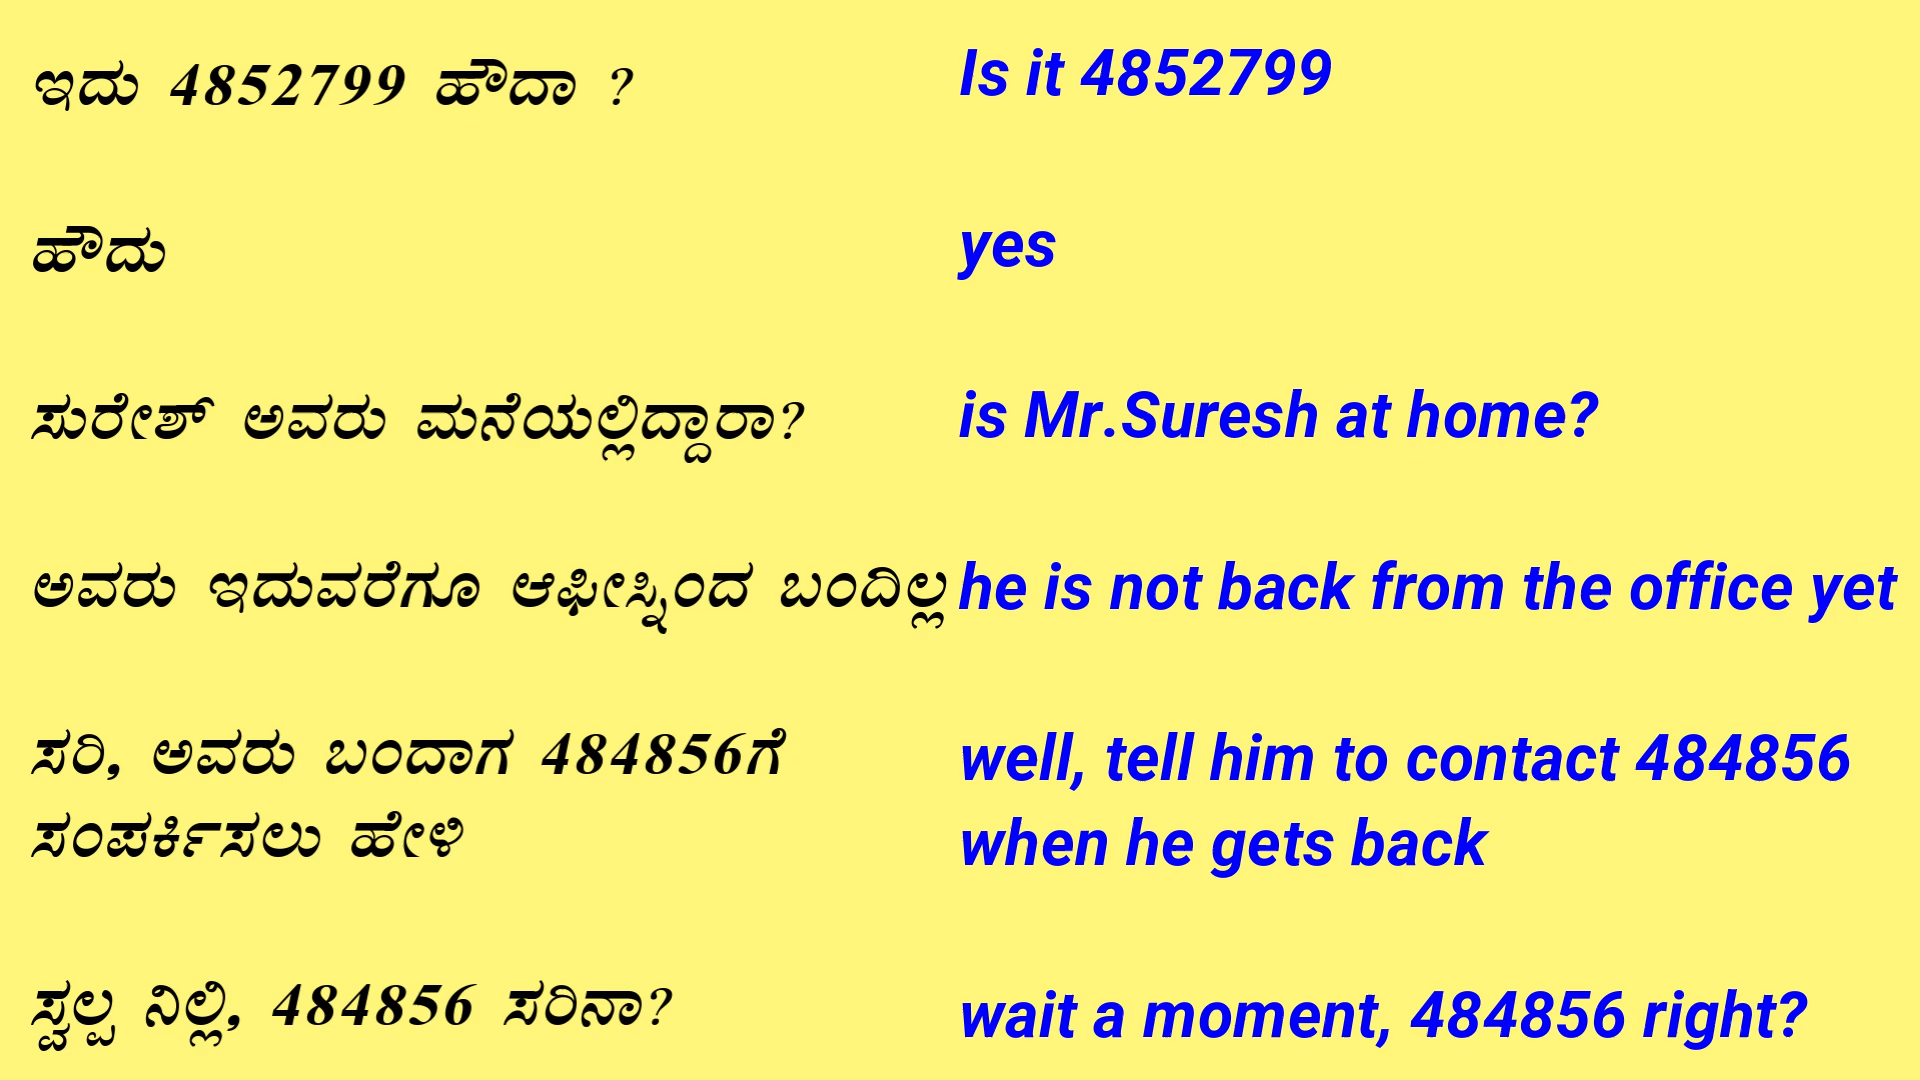 ಇದು 4852799 ಹೌದಾ ?
Is it 4852799
ಹೌದು
yes
ಸುರೇಶ್ ಅವರು ಮನೆಯಲ್ಲಿದ್ದಾರಾ?
is Mr.Suresh at home?
ಅವರು ಇದುವರೆಗೂ ಆಫೀಸ್ನಿಂದ ಬಂದಿಲ್ಲ
he is not back from the office yet
ಸರಿ, ಅವರು ಬಂದಾಗ 484856ಗೆ
ಸಂಪರ್ಕಿಸಲು ಹೇಳಿ
well, tell him to contact 484856
when he gets back
ಸ್ವಲ್ಪ ನಿಲ್ಲಿ, 484856 ಸರಿನಾ?
wait a moment, 484856 right?